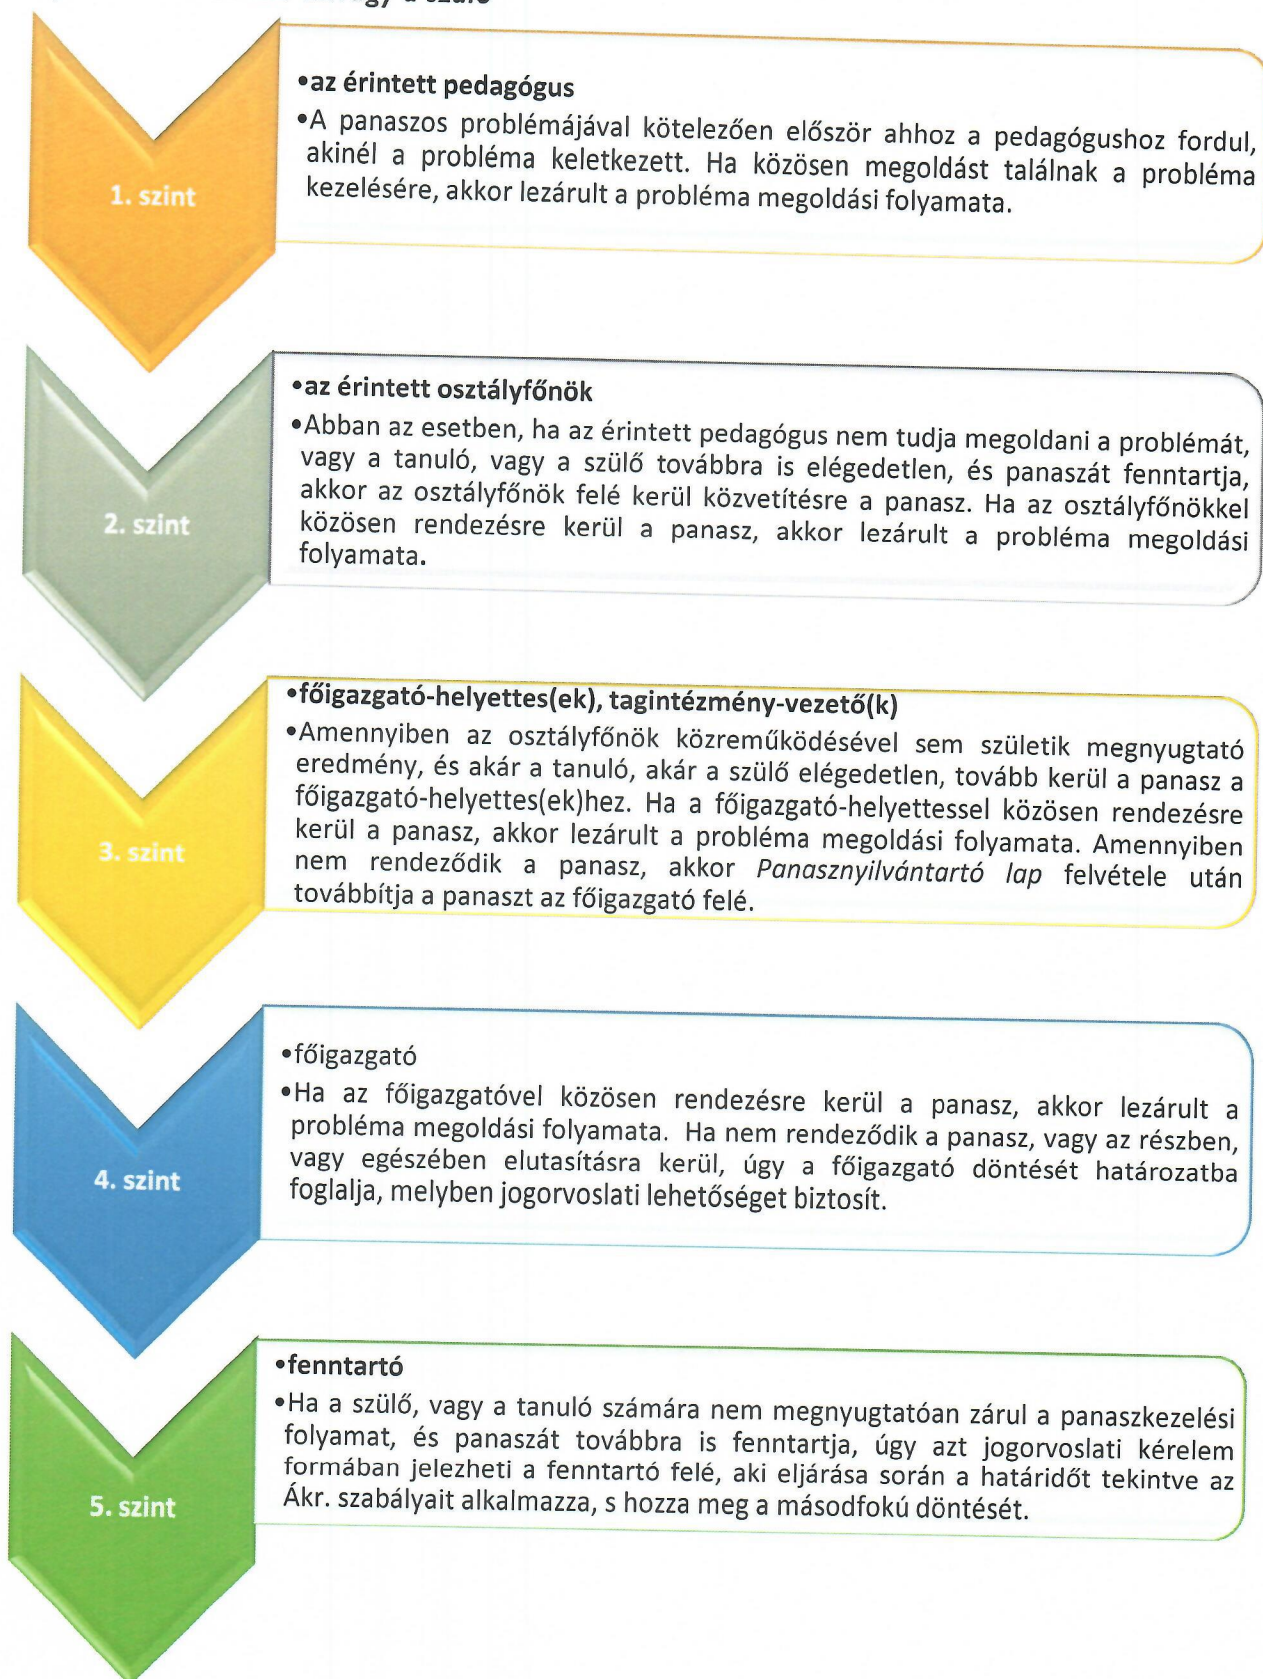 1. szint
•az érintett pedagógus
•A panaszos problémájával kötelezően először ahhoz a pedagógushoz fordul,
akinél a probléma keletkezett. Ha közösen megoldást találnak a probléma
kezelésére, akkor lezárult a probléma megoldási folyamata.
2. szint
•az érintett osztályfőnök
•Abban az esetben, ha az érintett pedagógus nem tudja megoldani a problémát,
vagy a tanuló, vagy a szülő továbbra is elégedetlen, és panaszát fenntartja,
akkor az osztályfőnök felé kerül közvetítésre a panasz. Ha az osztályfőnökkel
közösen rendezésre kerül a panasz, akkor lezárult a probléma megoldási
folyamata.
3. szint
•főigazgató-helyettes(ek), tagintézmény-vezető(k)
•Amennyiben az osztályfőnök közreműködésével sem születik megnyugtató
eredmény, és akár a tanuló, akár a szülő elégedetlen, tovább kerül a panasz a
főigazgató-helyettes(ek)hez. Ha a főigazgató-helyettessel közösen rendezésre
kerül a panasz, akkor lezárult a probléma megoldási folyamata. Amennyiben
nem rendeződik a panasz, akkor Panasznyilvántartó lap felvétele után
továbbítja a panaszt az főigazgató felé.
4. szint
•főigazgató
•Ha az főigazgatóvel közösen rendezésre kerül a panasz, akkor lezárult a
probléma megoldási folyamata. Ha nem rendeződik a panasz, vagy az részben,
vagy egészében elutasításra kerül, úgy a főigazgató döntését határozatba
foglalja, melyben jogorvoslati lehetőséget biztosít.
5. szint
•fenntartó
•Ha a szülő, vagy a tanuló számára nem megnyugtatóan zárul a panaszkezelési
folyamat, és panaszát továbbra is fenntartja, úgy azt jogorvoslati kérelem
formában jelezheti a fenntartó felé, aki eljárása során a határidőt tekintve az
Ákr. szabályait alkalmazza, s hozza meg a másodfokú döntését.